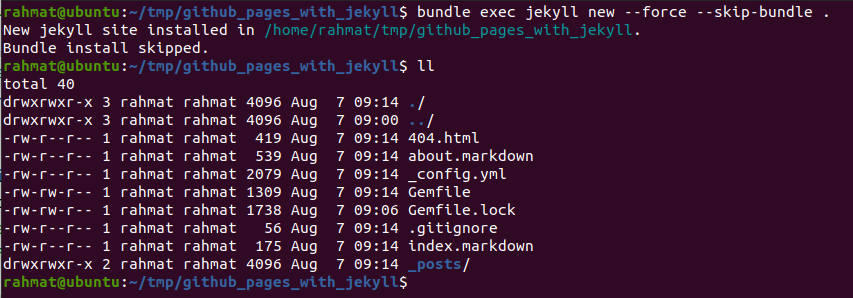 rahmat@ubuntu:~/tmp/github_pages_with_jekyll$ bundle exec jekyll new --force --skip-bundle .
New jekyll site installed in /home/rahmat/tmp/github_pages_with_jekyll.
Bundle install skipped.
rahmat@ubuntu:~/tmp/github_pages_with_jekyll$ ll
total 40
drwxrwxr-x 3 rahmat rahmat 4096 Aug  7 09:14 ./
drwxrwxr-x 3 rahmat rahmat 4096 Aug  7 09:00 ../
-rw-r--r-- 1 rahmat rahmat  419 Aug  7 09:14 404.html
-rw-r--r-- 1 rahmat rahmat  539 Aug  7 09:14 about.markdown
-rw-r--r-- 1 rahmat rahmat 2079 Aug  7 09:14 _config.yml
-rw-rw-r-- 1 rahmat rahmat 1309 Aug  7 09:14 Gemfile
-rw-rw-r-- 1 rahmat rahmat 1738 Aug  7 09:06 Gemfile.lock
-rw-r--r-- 1 rahmat rahmat   56 Aug  7 09:14 .gitignore
-rw-r--r-- 1 rahmat rahmat  175 Aug  7 09:14 index.markdown
drwxrwxr-x 2 rahmat rahmat 4096 Aug  7 09:14 _posts/
rahmat@ubuntu:~/tmp/github_pages_with_jekyll$